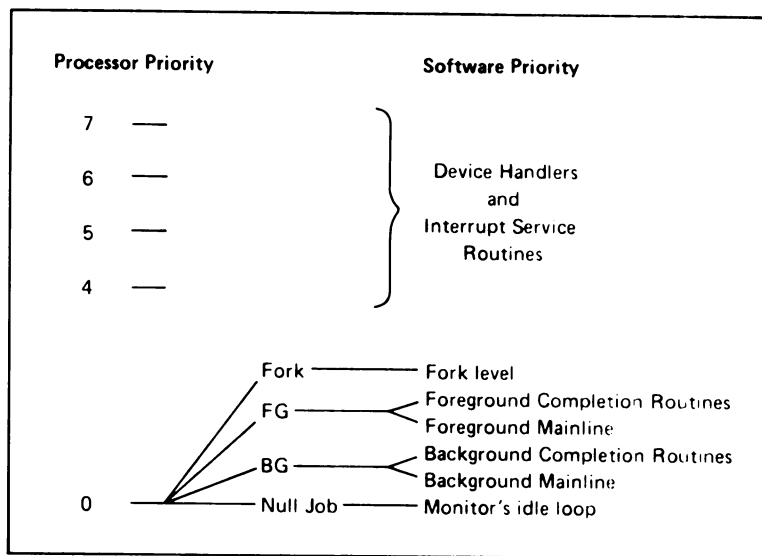 Processor Priority
Software Priority
7
6
5
4
Device Handlers
and
Interrupt Service
Routines
Fork
Fork level
FG
Foreground Completion Routines
Foreground Mainline
BG
Background Completion Routines
Background Mainline
0
Null Job
Monitor's idle loop